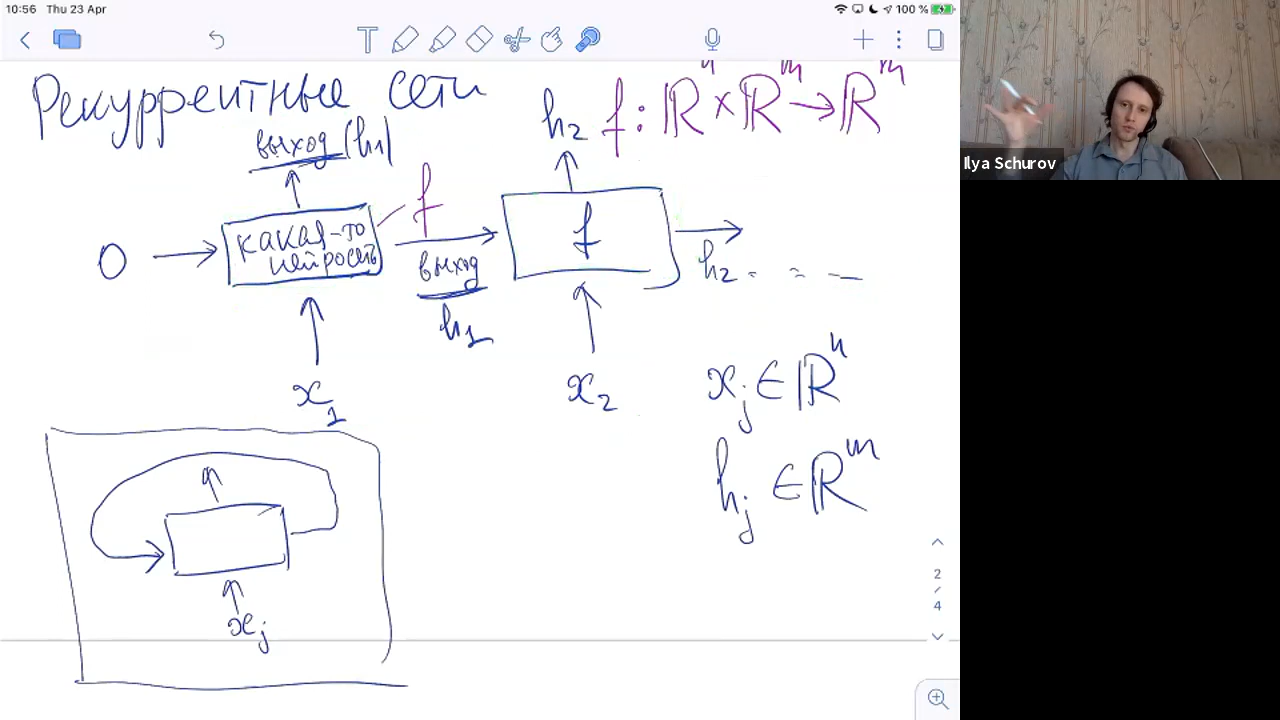 10:56 Thu 23 Apr
100 %
Рекуррентные сети
выход (h₁)
h₂ f: ℝⁿ × ℝᵐ → ℝᵐ
f
0
какая-то
нейросеть
выход
h₁
f
h₂
x₁
x₂
xⱼ ∈ ℝⁿ
hⱼ ∈ ℝᵐ
xⱼ
2
/
4
Ilya Schurov